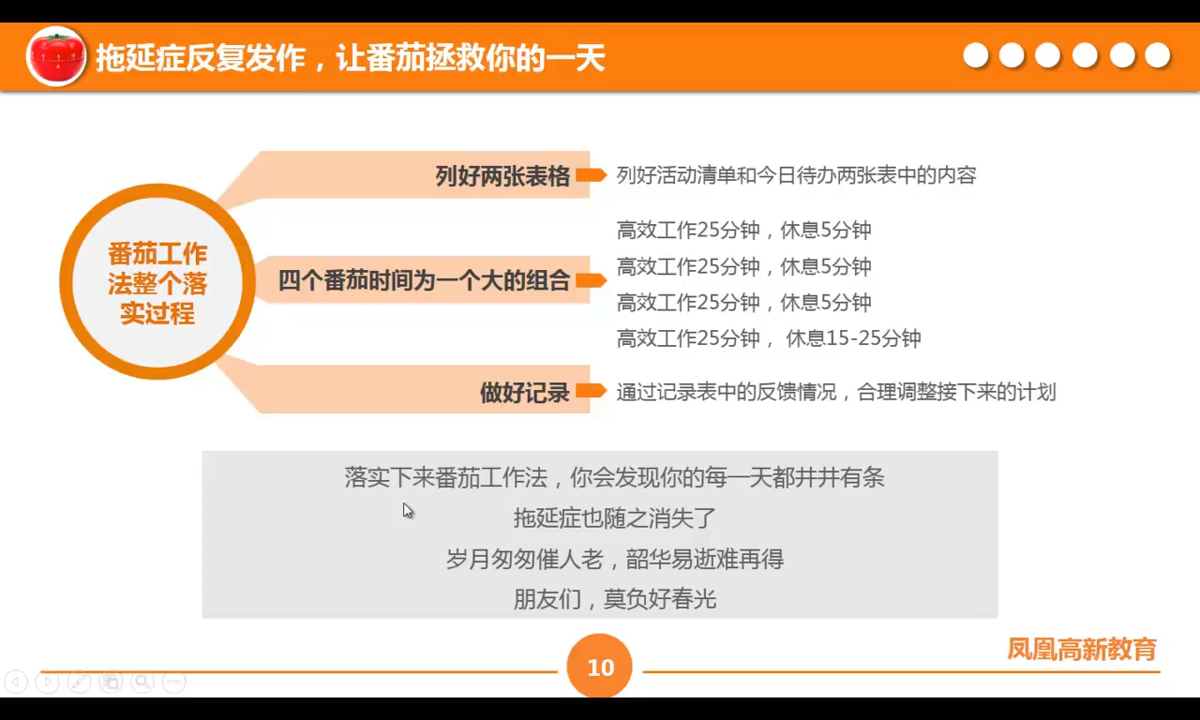 拖延症反复发作，让番茄拯救你的一天
番茄工作
法整个落
实过程
列好两张表格
列好活动清单和今日待办两张表中的内容
四个番茄时间为一个大的组合
高效工作25分钟，休息5分钟
高效工作25分钟，休息5分钟
高效工作25分钟，休息5分钟
高效工作25分钟， 休息15-25分钟
做好记录
通过记录表中的反馈情况，合理调整接下来的计划
落实下来番茄工作法，你会发现你的每一天都井井有条
拖延症也随之消失了
岁月匆匆催人老，韶华易逝难再得
朋友们，莫负好春光
凤凰高新教育
10